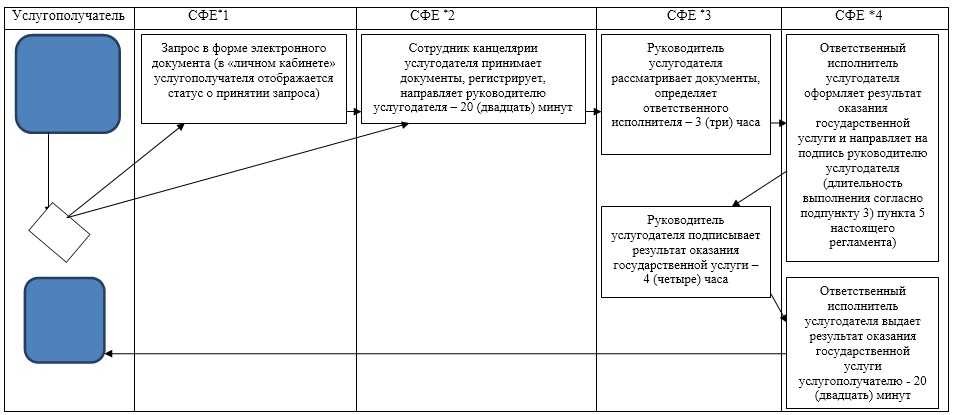 Услугополучатель
СФЕ*1
СФЕ *2
СФЕ *3
СФЕ *4
Запрос в форме электронного
документа (в «личном кабинете»
услугополучателя отображается
статус о принятии запроса)
Сотрудник канцелярии
услугодателя принимает
документы, регистрирует,
направляет руководителю
услугодателя – 20 (двадцать) минут
Руководитель
услугодателя
рассматривает документы,
определяет
ответственного
исполнителя – 3 (три) часа
Ответственный
исполнитель
услугодателя
оформляет результат
оказания
государственной
услуги и направляет на
подпись руководителю
услугодателя
(длительность
выполнения согласно
подпункту 3) пункта 5
настоящего
регламента)
Руководитель
услугодателя подписывает
результат оказания
государственной услуги –
4 (четыре) часа
Ответственный
исполнитель
услугодателя выдает
результат оказания
государственной
услуги
услугополучателю - 20
(двадцать) минут